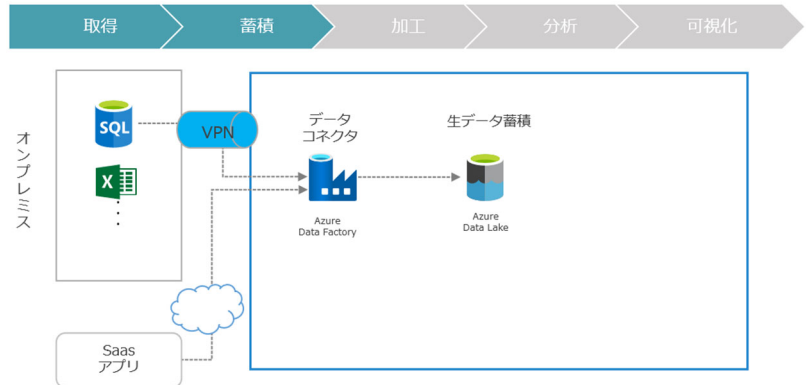 取得
蓄積
加工
分析
可視化
オンプレミス
SQL
X
VPN
データ
コネクタ
Azure
Data Factory
生データ蓄積
Azure
Data Lake
Saas
アプリ